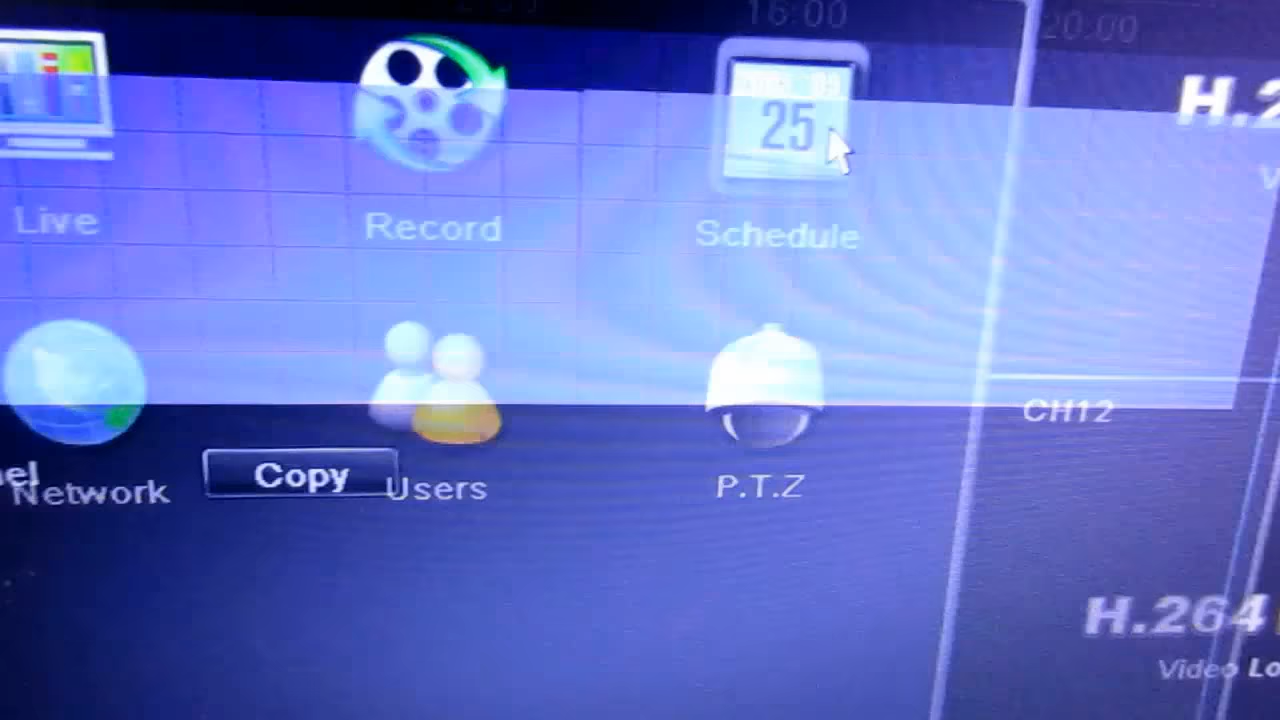 16:00
20:00
H.2
25
Live
Record
Schedule
CH12
Copy
Network
Users
P.T.Z
H.264
Video Lo